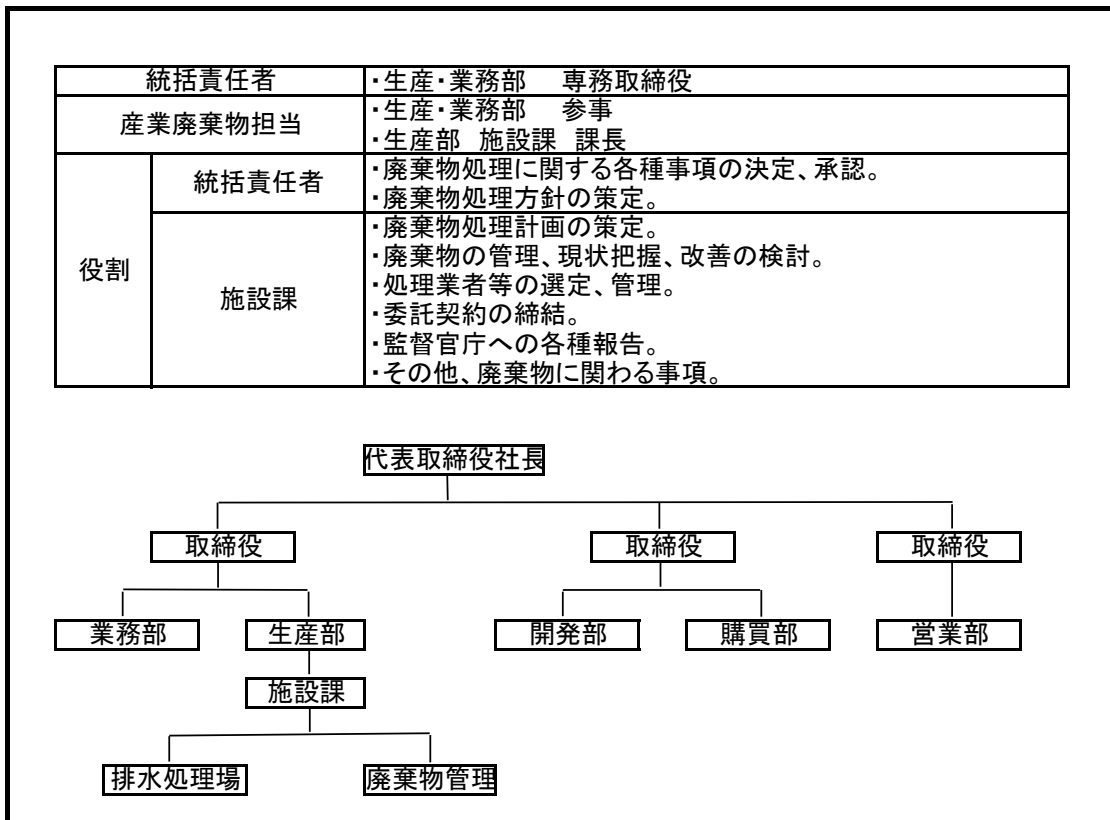 統括責任者 ・生産・業務部 専務取締役
産業廃棄物担当 ・生産・業務部 参事
・生産部 施設課 課長
役割
統括責任者
・廃棄物処理に関する各種事項の決定、承認。
・廃棄物処理方針の策定。
施設課
・廃棄物処理計画の策定。
・廃棄物の管理、現状把握、改善の検討。
・処理業者等の選定、管理。
・委託契約の締結。
・監督官庁への各種報告。
・その他、廃棄物に関わる事項。
代表取締役社長
取締役 取締役 取締役
業務部 生産部 開発部 購買部 営業部
施設課
排水処理場 廃棄物管理